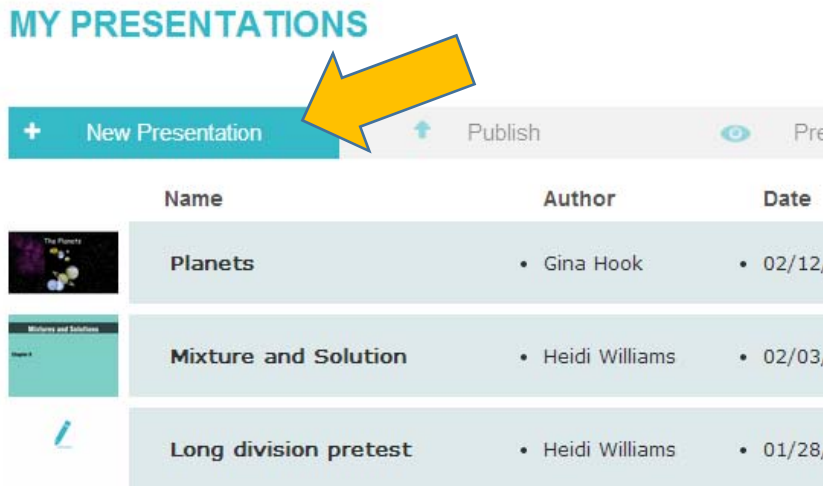 MY PRESENTATIONS
+ New Presentation Publish Pre
Name Author Date
The Planets
Planets • Gina Hook • 02/12/
Mixtures and Solutions
Mixture and Solution • Heidi Williams • 02/03/
Long division pretest • Heidi Williams • 01/28/